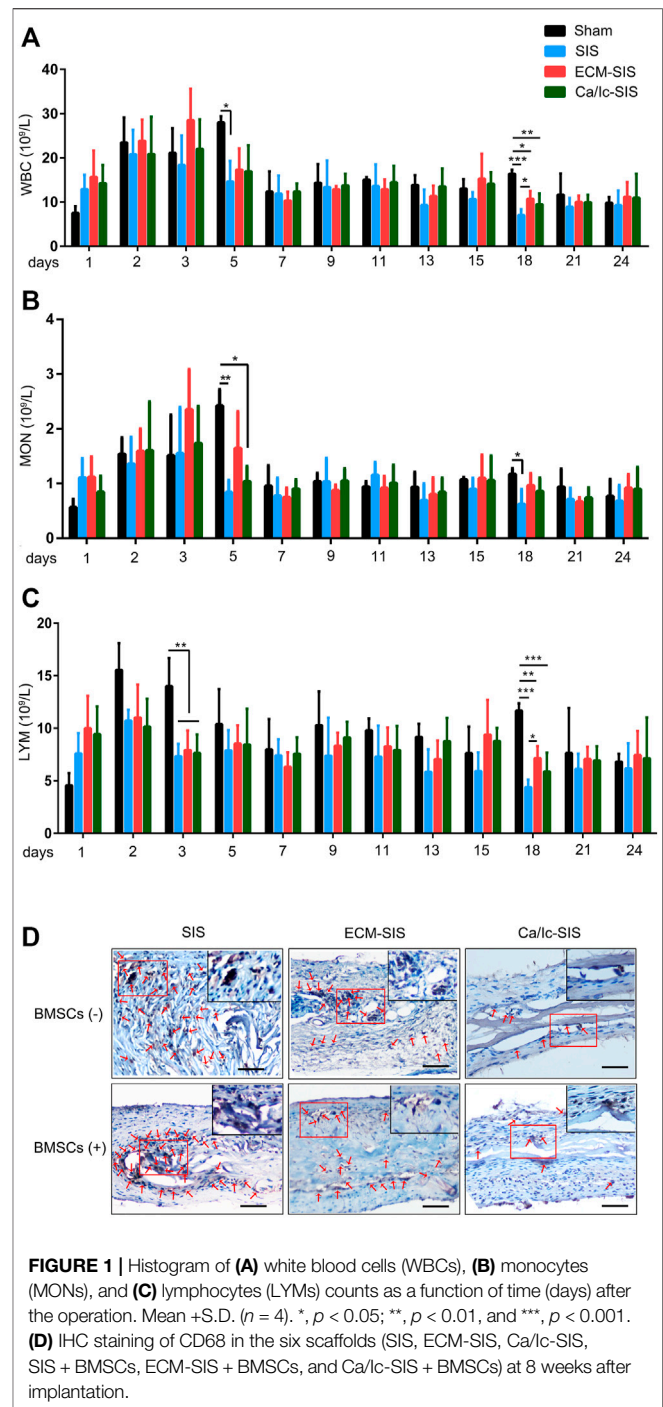 Sham
SIS
ECM-SIS
Ca/Ic-SIS
A
WBC (10⁹/L)
40
30
20
10
0
*
**
*
***
*
days 1 2 3 5 7 9 11 13 15 18 21 24
B
MON (10⁹/L)
4
3
2
1
0
*
**
*
days 1 2 3 5 7 9 11 13 15 18 21 24
C
LYM (10⁹/L)
20
15
10
5
0
**
***
**
***
*
days 1 2 3 5 7 9 11 13 15 18 21 24
D
SIS ECM-SIS Ca/Ic-SIS
BMSCs (-)
BMSCs (+)
FIGURE 1 | Histogram of (A) white blood cells (WBCs), (B) monocytes
(MONs), and (C) lymphocytes (LYMs) counts as a function of time (days) after
the operation. Mean +S.D. (n = 4). *, p < 0.05; **, p < 0.01, and ***, p < 0.001.
(D) IHC staining of CD68 in the six scaffolds (SIS, ECM-SIS, Ca/Ic-SIS,
SIS + BMSCs, ECM-SIS + BMSCs, and Ca/Ic-SIS + BMSCs) at 8 weeks after
implantation.